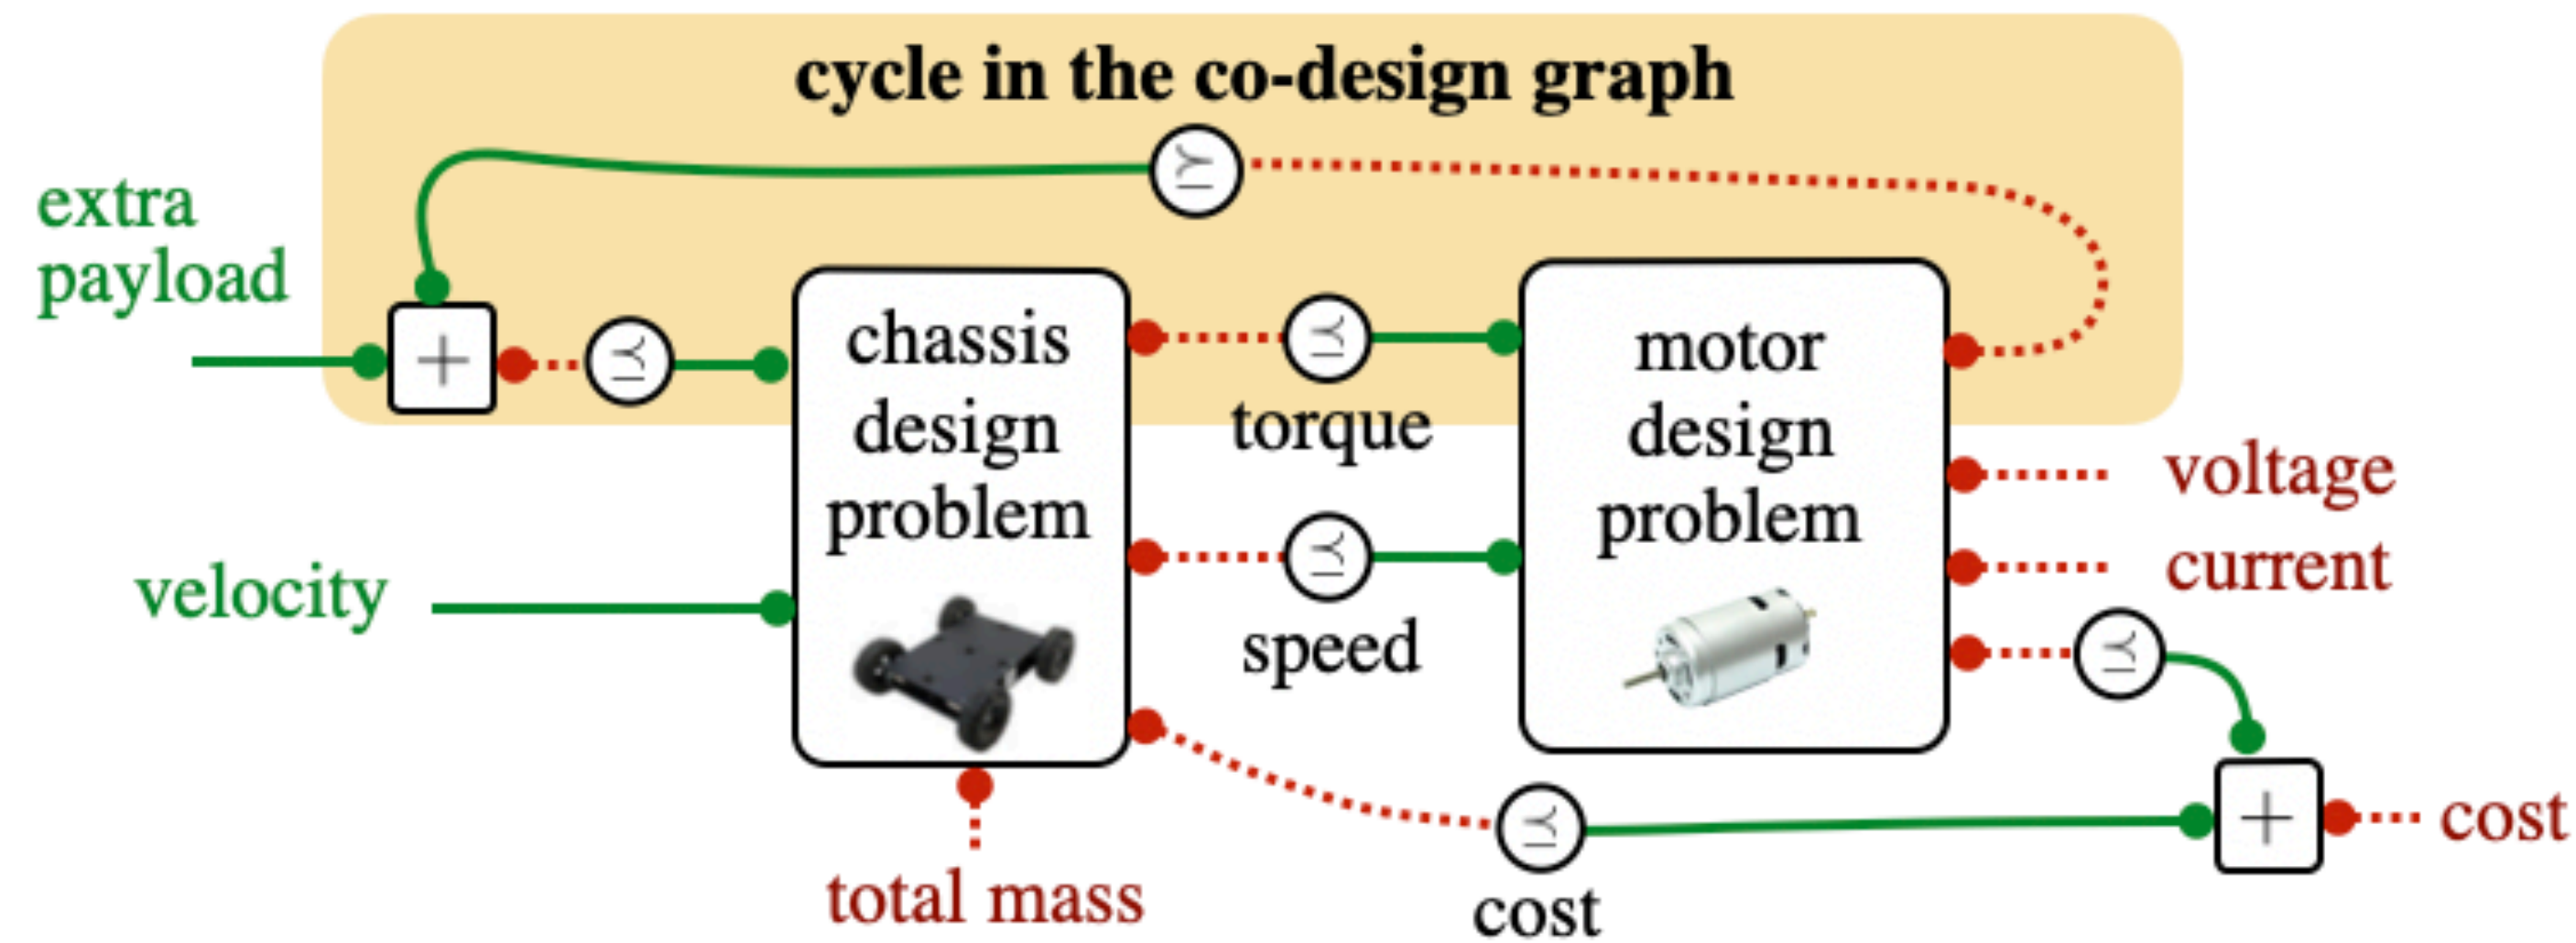 cycle in the co-design graph
⪰
extra
payload
+
⪯
chassis
design
problem
⪯
torque
motor
design
problem
voltage
current
velocity
⪯
speed
⪯
+
cost
⪯
cost
total mass